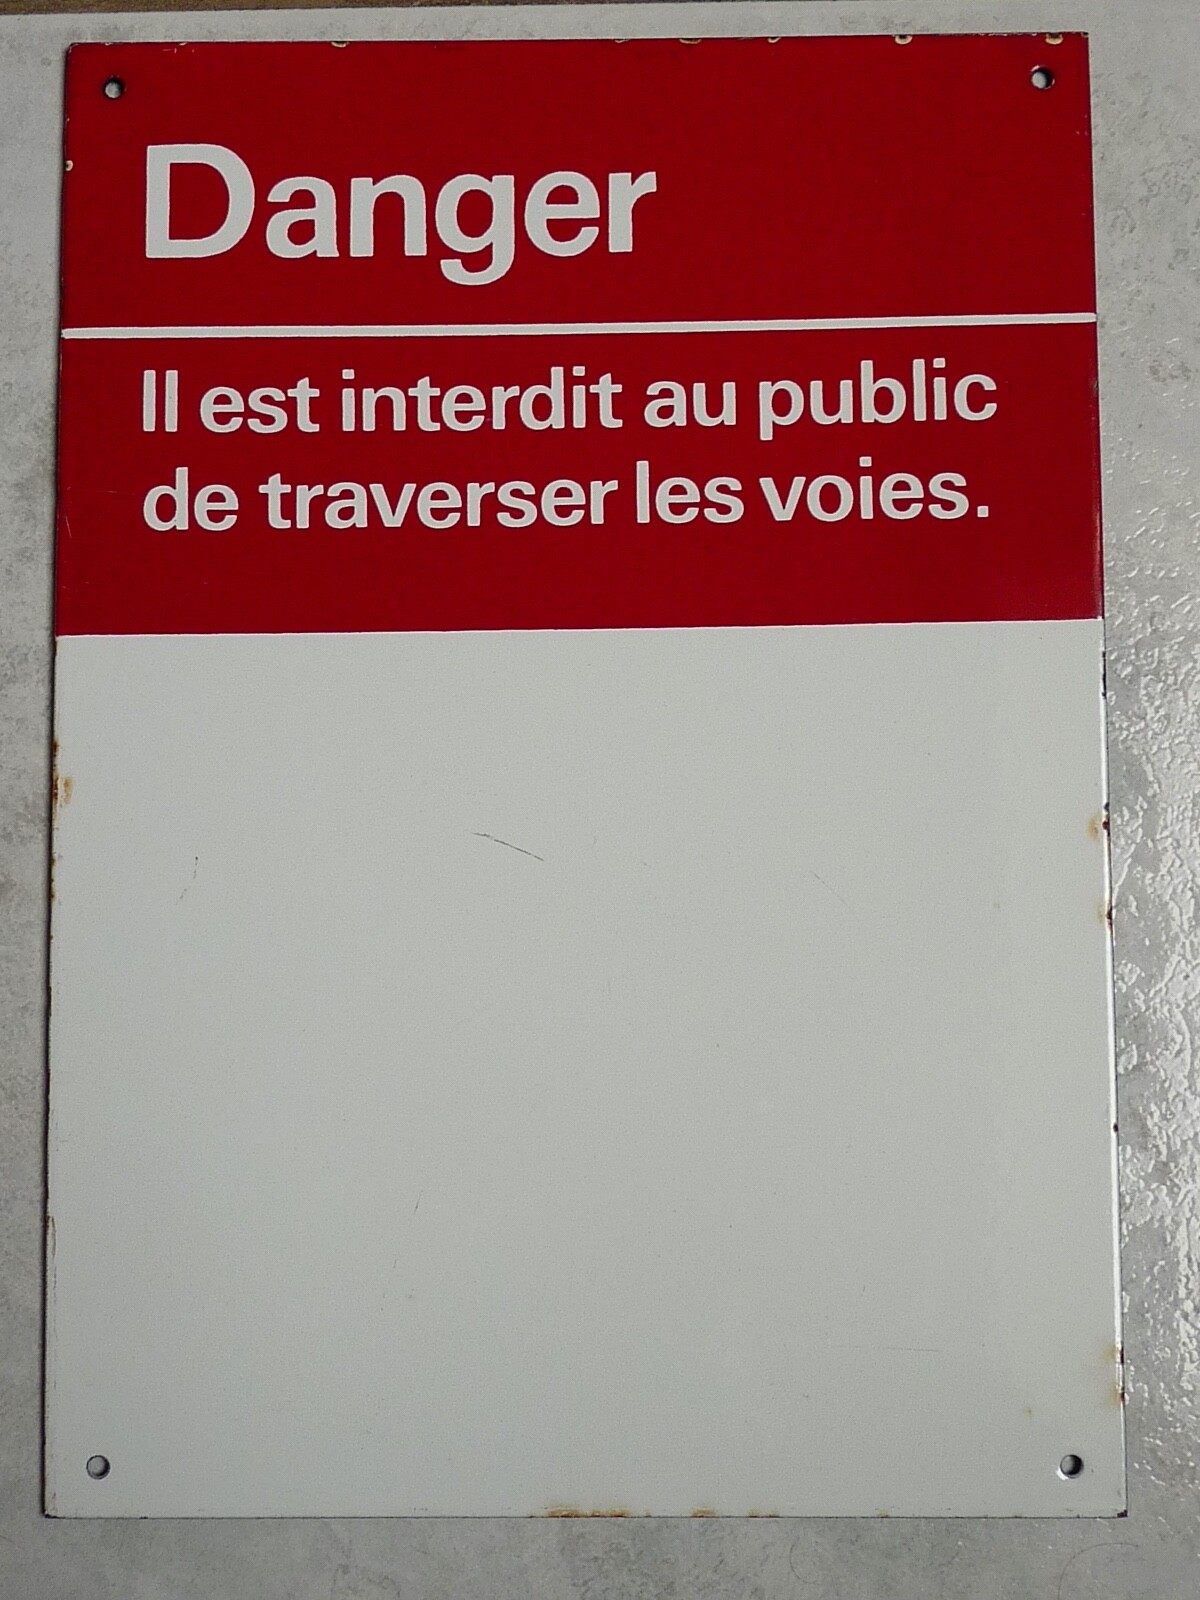 Danger
Il est interdit au public
de traverser les voies.